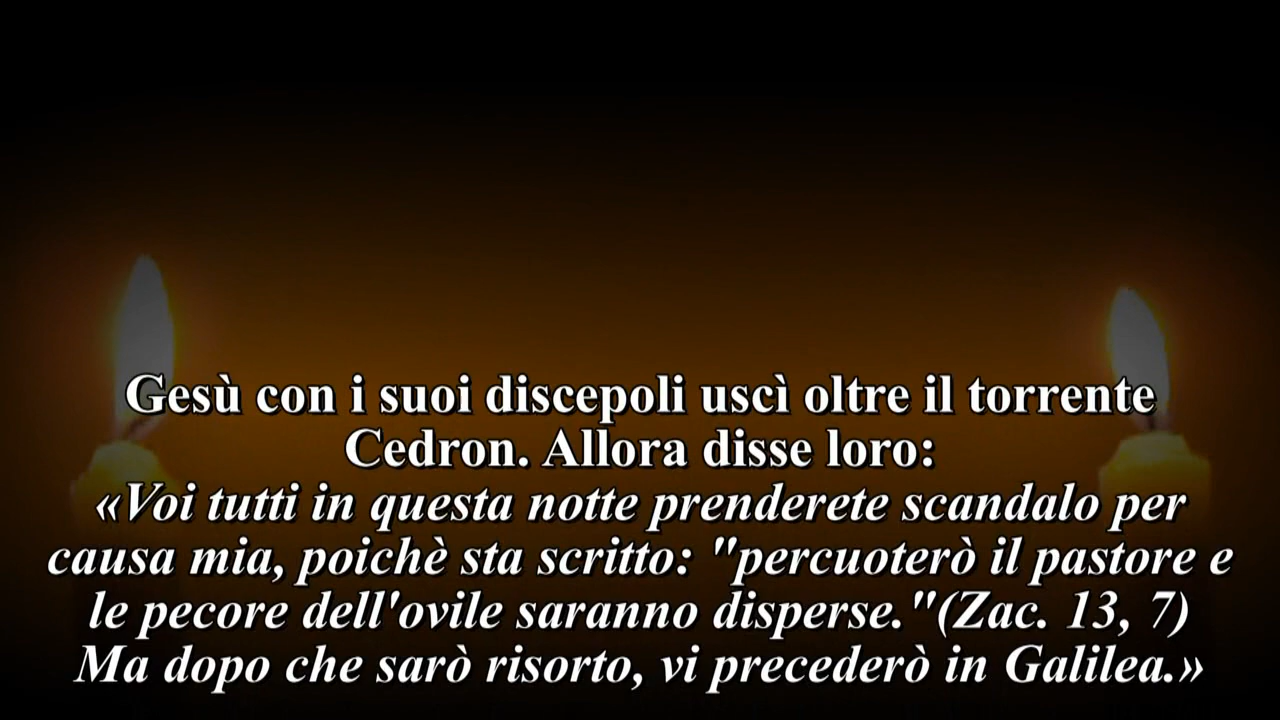 Gesù con i suoi discepoli uscì oltre il torrente
Cedron. Allora disse loro:
«Voi tutti in questa notte prenderete scandalo per
causa mia, poichè sta scritto: "percuoterò il pastore e
le pecore dell'ovile saranno disperse."(Zac. 13, 7)
Ma dopo che sarò risorto, vi precederò in Galilea.»